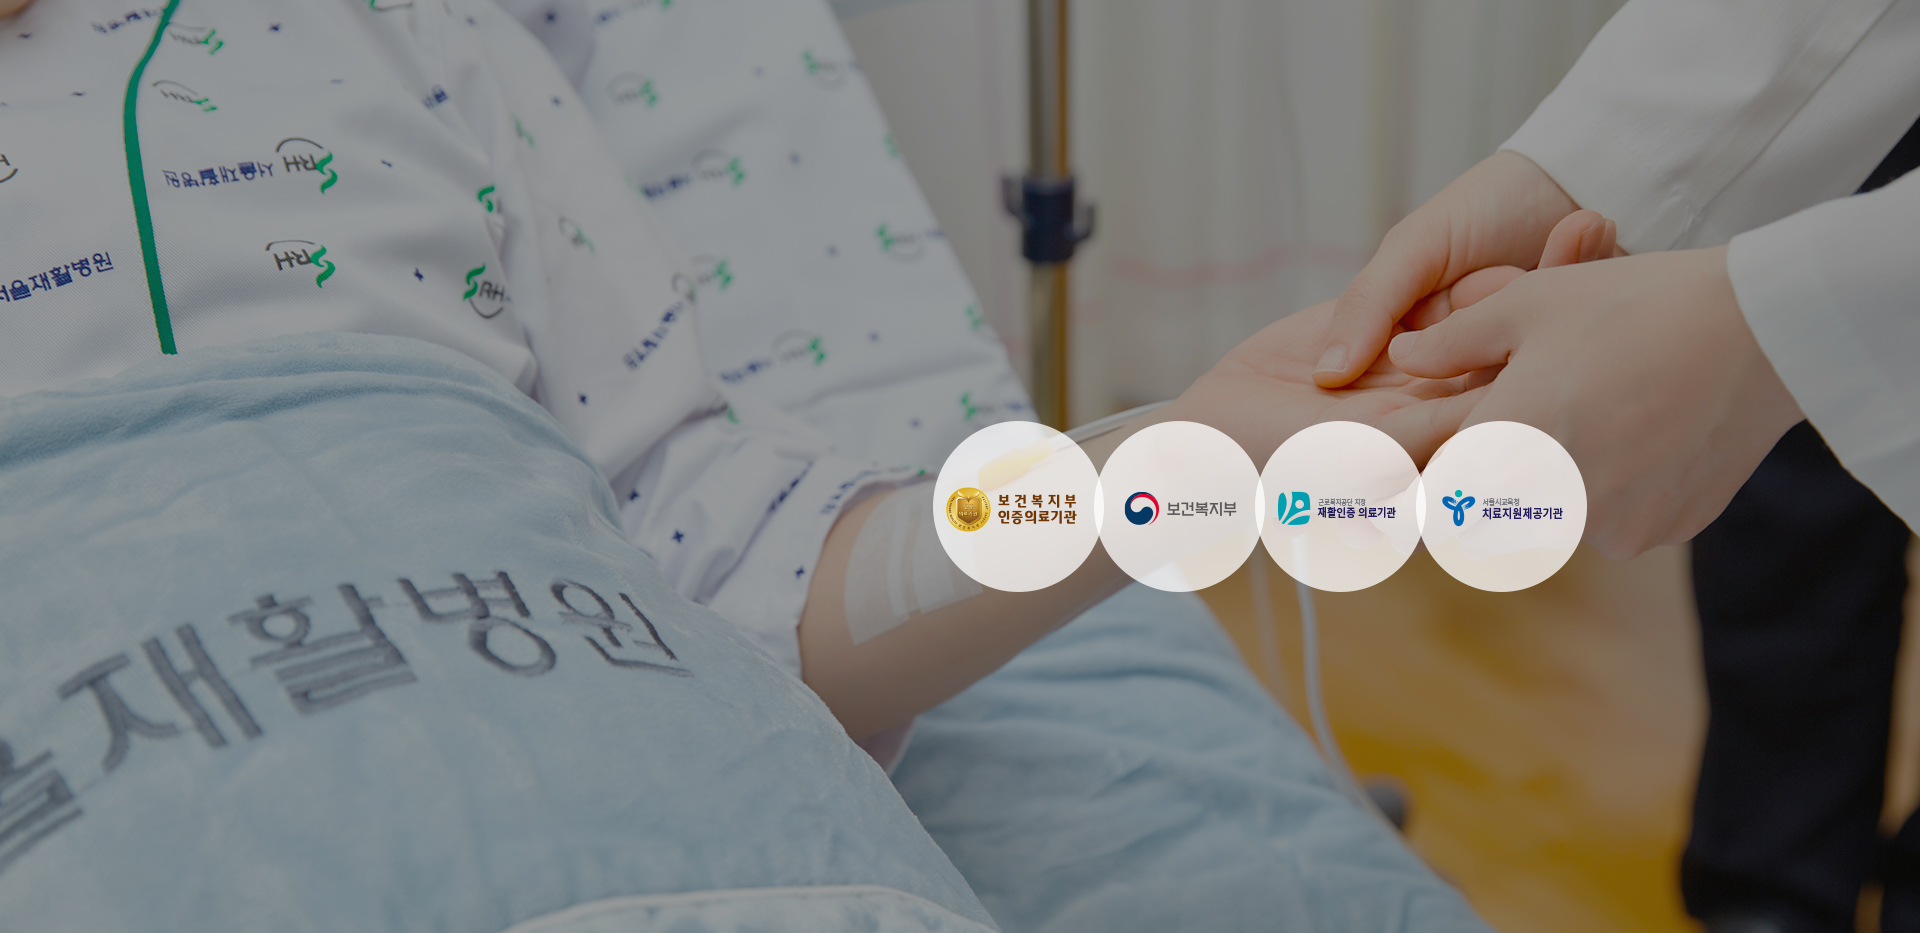 서울재활병원
RH
서울재활병원
RH
RH
울재활병원
보건복지부
인증의료기관
보건복지부
근로복지공단 지정
재활인증 의료기관
서울시교육청
치료지원제공기관